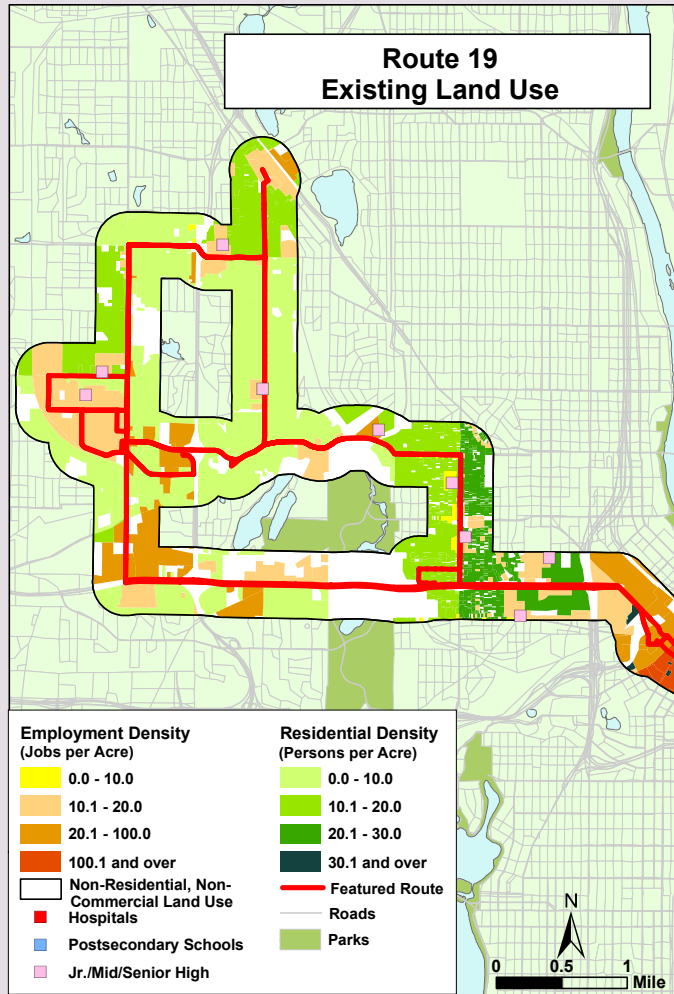 Route 19
Existing Land Use
Employment Density
(Jobs per Acre)
0.0 - 10.0
10.1 - 20.0
20.1 - 100.0
100.1 and over
Non-Residential, Non-
Commercial Land Use
Hospitals
Postsecondary Schools
Jr./Mid/Senior High
Residential Density
(Persons per Acre)
0.0 - 10.0
10.1 - 20.0
20.1 - 30.0
30.1 and over
Featured Route
Roads
Parks
N
0 0.5 1
Mile